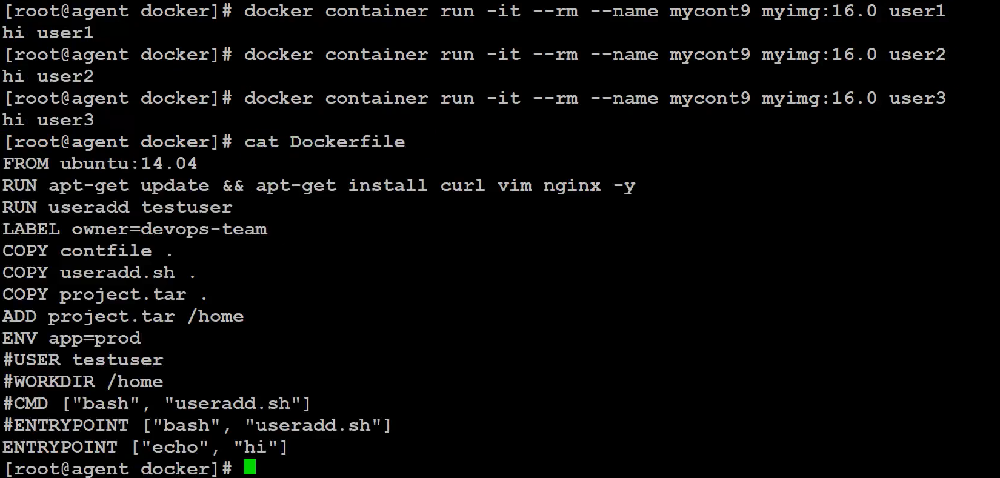 [root@agent docker]# docker container run -it --rm --name mycont9 myimg:16.0 user1
hi user1
[root@agent docker]# docker container run -it --rm --name mycont9 myimg:16.0 user2
hi user2
[root@agent docker]# docker container run -it --rm --name mycont9 myimg:16.0 user3
hi user3
[root@agent docker]# cat Dockerfile
FROM ubuntu:14.04
RUN apt-get update && apt-get install curl vim nginx -y
RUN useradd testuser
LABEL owner=devops-team
COPY contfile .
COPY useradd.sh .
COPY project.tar .
ADD project.tar /home
ENV app=prod
#USER testuser
#WORKDIR /home
#CMD ["bash", "useradd.sh"]
#ENTRYPOINT ["bash", "useradd.sh"]
ENTRYPOINT ["echo", "hi"]
[root@agent docker]#